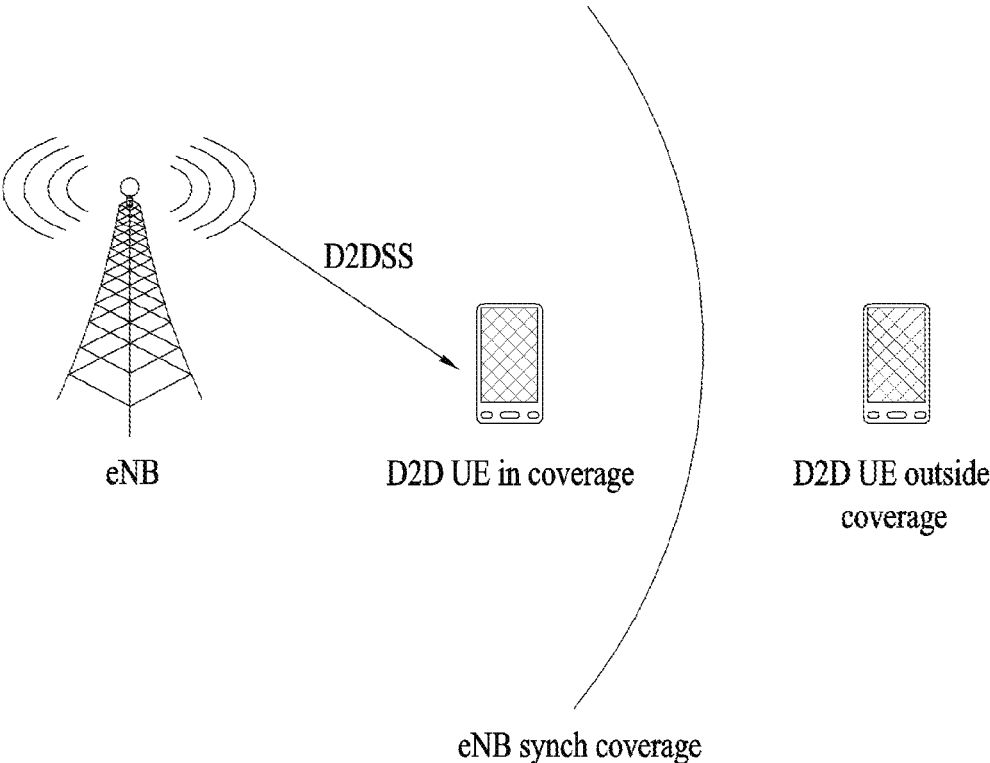 D2DSS
eNB
D2D UE in coverage
D2D UE outside
coverage
eNB synch coverage